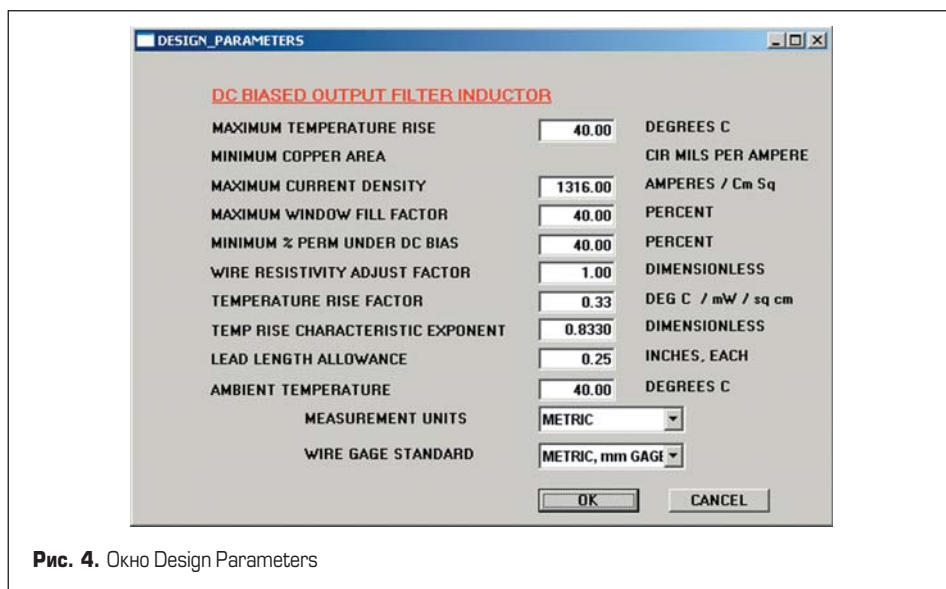 DESIGN_PARAMETERS
DC BIASED OUTPUT FILTER INDUCTOR
MAXIMUM TEMPERATURE RISE 40.00 DEGREES C
MINIMUM COPPER AREA CIR MILS PER AMPERE
MAXIMUM CURRENT DENSITY 1316.00 AMPERES / Cm Sq
MAXIMUM WINDOW FILL FACTOR 40.00 PERCENT
MINIMUM % PERM UNDER DC BIAS 40.00 PERCENT
WIRE RESISTIVITY ADJUST FACTOR 1.00 DIMENSIONLESS
TEMPERATURE RISE FACTOR 0.33 DEG C / mW / sq cm
TEMP RISE CHARACTERISTIC EXPONENT 0.8330 DIMENSIONLESS
LEAD LENGTH ALLOWANCE 0.25 INCHES, EACH
AMBIENT TEMPERATURE 40.00 DEGREES C
MEASUREMENT UNITS METRIC
WIRE GAGE STANDARD METRIC, mm GAGE
OK CANCEL
Рис. 4. Окно Design Parameters